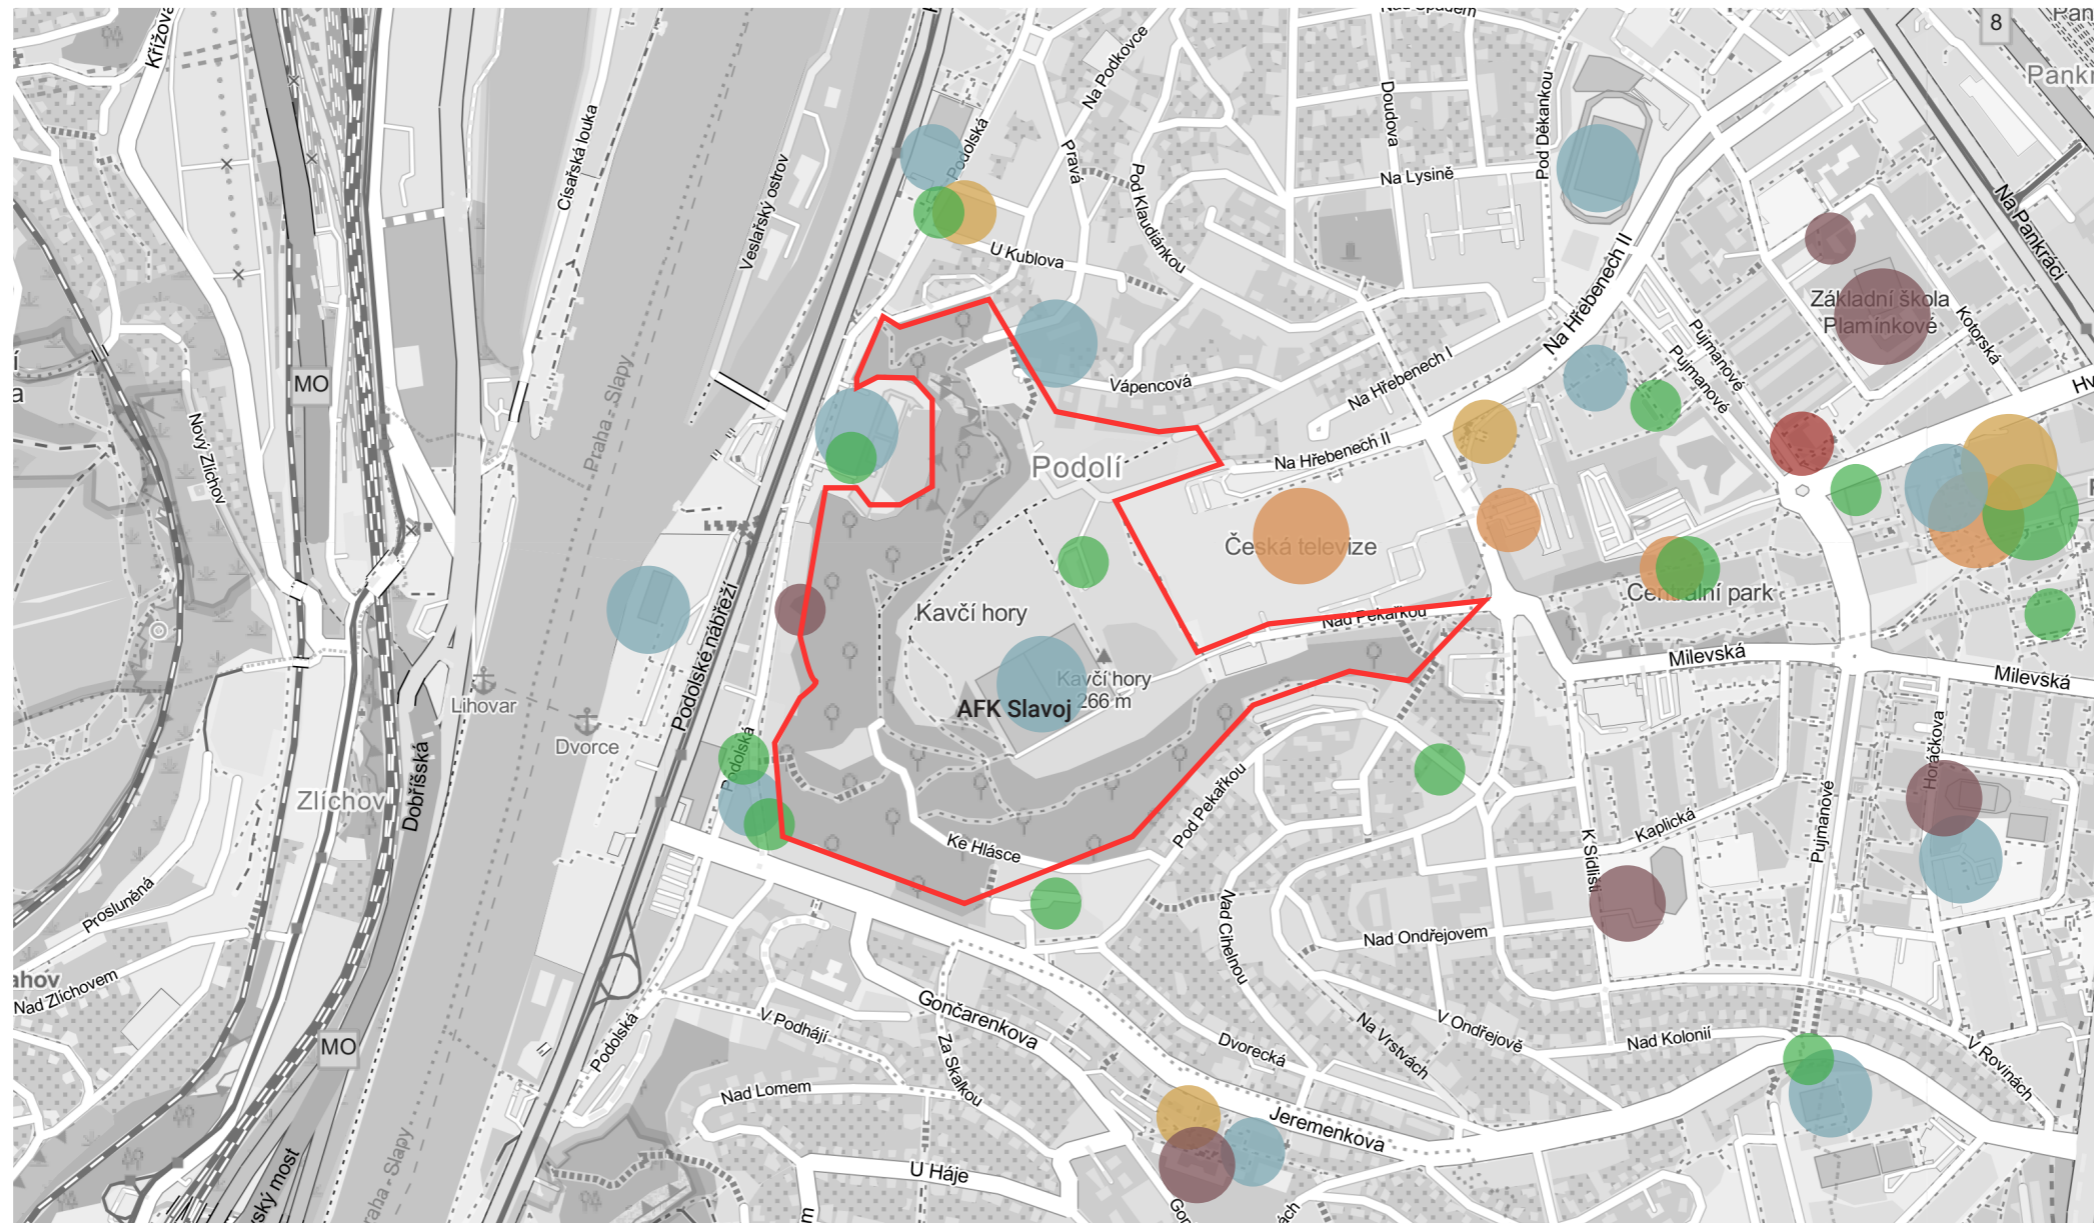 Křížova
Císařská louka
Veslařský ostrov
Podolská
Na Podkovce
Pravá
Pod Klaudiánkou
Doudova
Na Lysině
Pod Děkankou
8
Na Pankráci
U Kublova
Na Hřebenech II
Základní škola
Plamínkové
Kotorská
Pujmanové
Pujmanové
MO
Praha - Slapy
Vápencová
Na Hřebenech I
Nový Zlíchov
Podolí
Na Hřebenech II
Česká televize
Centrální park
Kavčí hory
Nad Pekařkou
Podolské nábřeží
Milevská
Milevská
Kavčí hory
266 m
AFK Slavoj
Lihovar
Dvorce
Podolská
Horáčkova
Zlíchov
Dobříšská
Pod Pekařkou
Ke Hlásce
K Sídlišti
Kaplická
Pujmanové
Prosluněná
Nad Cihelnou
Nad Ondřejovem
Nad Zlíchovem
Gončarenkova
V Podhájí
Podolská
Za Skalkou
Dvorecká
Na Vrstvách
V Ondřejově
Nad Kolonií
V Rovinách
MO
Nad Lomem
Jeremenkova
U Háje